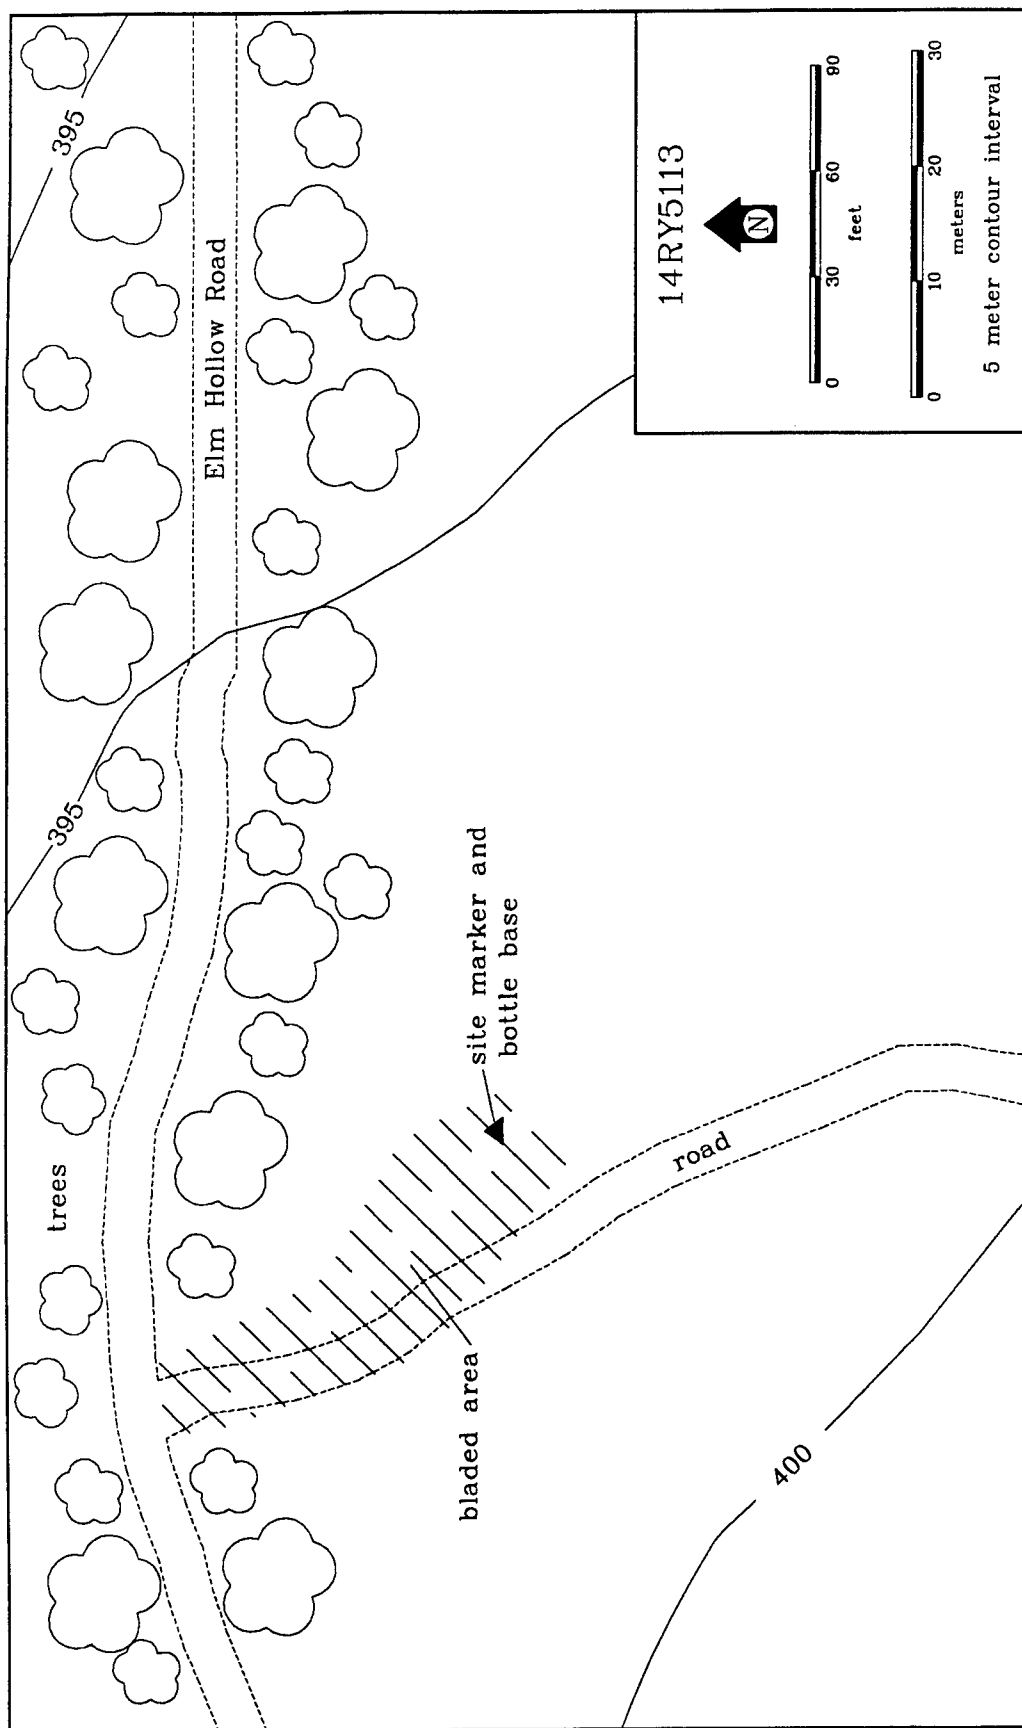 395
395
Elm Hollow Road
trees
site marker and
bottle base
bladed area
road
400
14RY5113
N
0 30 60 90
feet
0 10 20 30
meters
5 meter contour interval